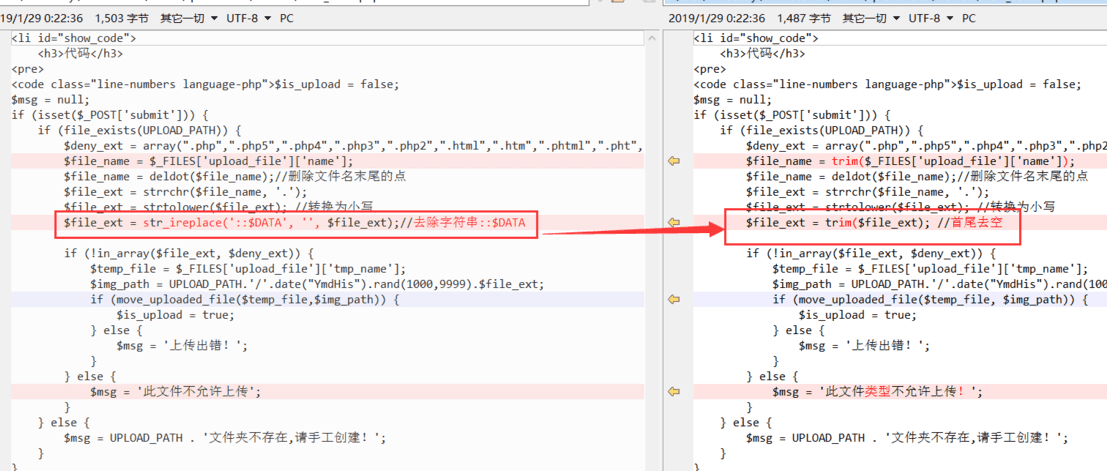 19/1/29 0:22:36 1,503 字节 其它一切 UTF-8 PC
<li id="show_code">
<h3>代码</h3>
<pre>
<code class="line-numbers language-php">$is_upload = false;
$msg = null;
if (isset($_POST['submit'])) {
if (file_exists(UPLOAD_PATH)) {
$deny_ext = array(".php",".php5",".php4",".php3",".php2",".html",".htm",".phtml",".pht",
$file_name = $_FILES['upload_file']['name'];
$file_name = deldot($file_name);//删除文件名末尾的点
$file_ext = strrchr($file_name, '.');
$file_ext = strtolower($file_ext); //转换为小写
$file_ext = str_ireplace('::$DATA', '', $file_ext);//去除字符串::$DATA
if (!in_array($file_ext, $deny_ext)) {
$temp_file = $_FILES['upload_file']['tmp_name'];
$img_path = UPLOAD_PATH.'/'.date("YmdHis").rand(1000,9999).$file_ext;
if (move_uploaded_file($temp_file,$img_path)) {
$is_upload = true;
} else {
$msg = '上传出错！';
}
} else {
$msg = '此文件不允许上传';
}
} else {
$msg = UPLOAD_PATH . '文件夹不存在,请手工创建！';
}
}
2019/1/29 0:22:36 1,487 字节 其它一切 UTF-8 PC
<li id="show_code">
<h3>代码</h3>
<pre>
<code class="line-numbers language-php">$is_upload = false;
$msg = null;
if (isset($_POST['submit'])) {
if (file_exists(UPLOAD_PATH)) {
$deny_ext = array(".php",".php5",".php4",".php3",".php2"
$file_name = trim($_FILES['upload_file']['name']);
$file_name = deldot($file_name);//删除文件名末尾的点
$file_ext = strrchr($file_name, '.');
$file_ext = strtolower($file_ext); //转换为小写
$file_ext = trim($file_ext); //首尾去空
if (!in_array($file_ext, $deny_ext)) {
$temp_file = $_FILES['upload_file']['tmp_name'];
$img_path = UPLOAD_PATH.'/'.date("YmdHis").rand(100
if (move_uploaded_file($temp_file, $img_path)) {
$is_upload = true;
} else {
$msg = '上传出错！';
}
} else {
$msg = '此文件类型不允许上传！';
}
} else {
$msg = UPLOAD_PATH . '文件夹不存在,请手工创建！';
}
}